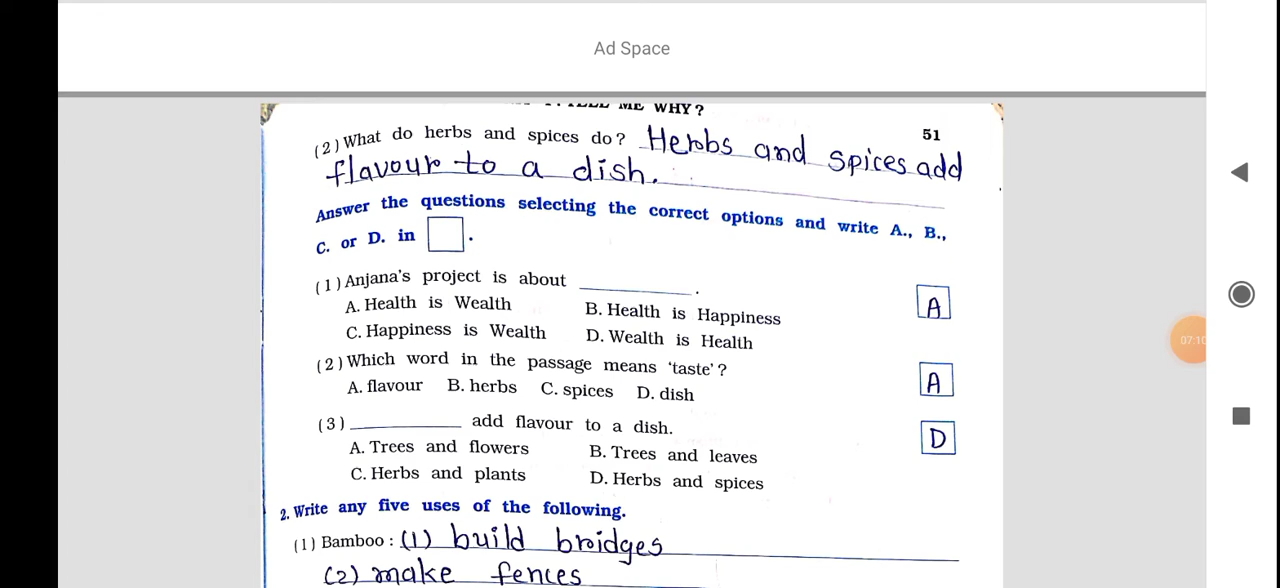 Ad Space
ME WHY?
51
(2) What do herbs and spices do? Herbs and spices add
flavour to a dish.
Answer the questions selecting the correct options and write A., B.,
C. or D. in .
(1) Anjana's project is about ________.
A. Health is Wealth B. Health is Happiness
A
C. Happiness is Wealth D. Wealth is Health
(2) Which word in the passage means 'taste'?
A. flavour B. herbs C. spices D. dish
A
(3) ________ add flavour to a dish.
D
A. Trees and flowers B. Trees and leaves
C. Herbs and plants D. Herbs and spices
2. Write any five uses of the following.
(1) Bamboo : (1) build bridges
(2) make fences
07:10